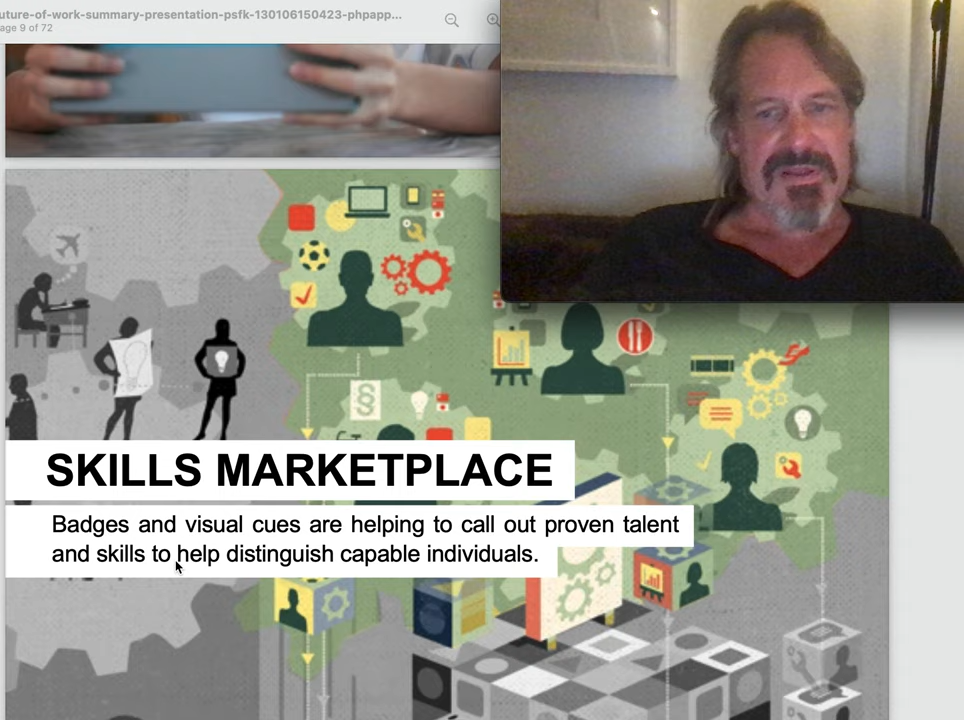 uture-of-work-summary-presentation-psfk-130106150423-phpapp...
age 9 of 72
§
SKILLS MARKETPLACE
Badges and visual cues are helping to call out proven talent
and skills to help distinguish capable individuals.